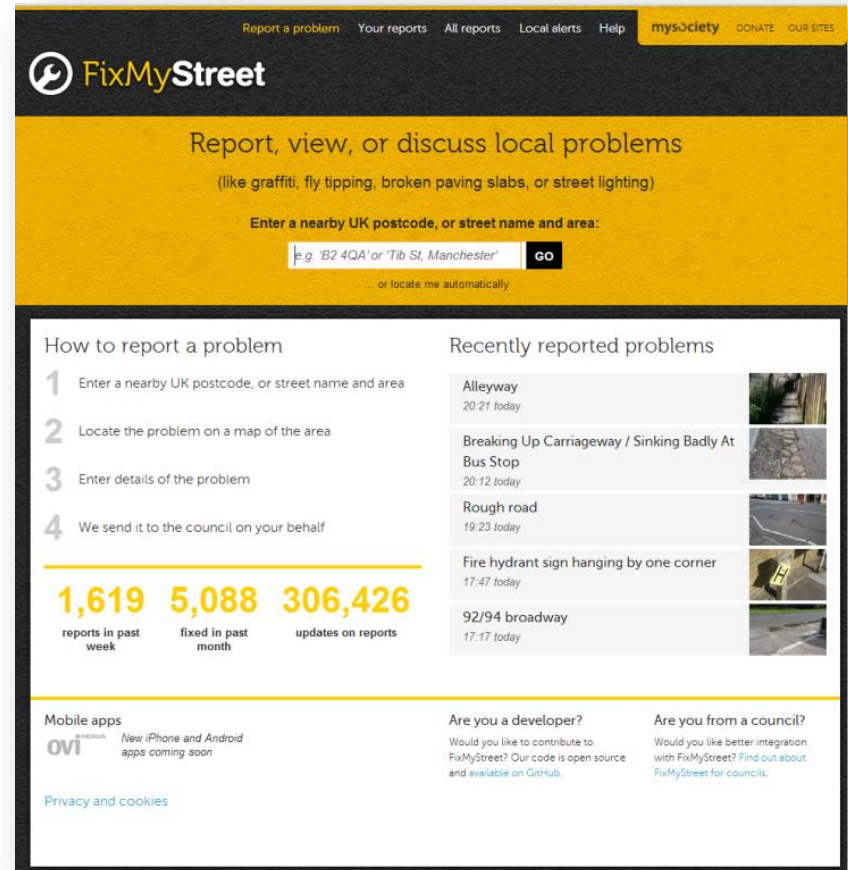 Report a problem Your reports All reports Local alerts Help mysociety DONATE OUR SITES
FixMyStreet
Report, view, or discuss local problems
(like graffiti, fly tipping, broken paving slabs, or street lighting)
Enter a nearby UK postcode, or street name and area:
e.g. ‘B2 4QA’ or ‘Tib St, Manchester’ GO
... or locate me automatically
How to report a problem
1 Enter a nearby UK postcode, or street name and area
2 Locate the problem on a map of the area
3 Enter details of the problem
4 We send it to the council on your behalf
1,619 5,088 306,426
reports in past fixed in past updates on reports
week month
Recently reported problems
Alleyway
20:21 today
Breaking Up Carriageway / Sinking Badly At
Bus Stop
20:12 today
Rough road
19:23 today
Fire hydrant sign hanging by one corner
17:47 today
92/94 broadway
17:17 today
Mobile apps
ovi NOKIA New iPhone and Android
apps coming soon
Privacy and cookies
Are you a developer?
Would you like to contribute to
FixMyStreet? Our code is open source
and available on GitHub.
Are you from a council?
Would you like better integration
with FixMyStreet? Find out about
FixMyStreet for councils.